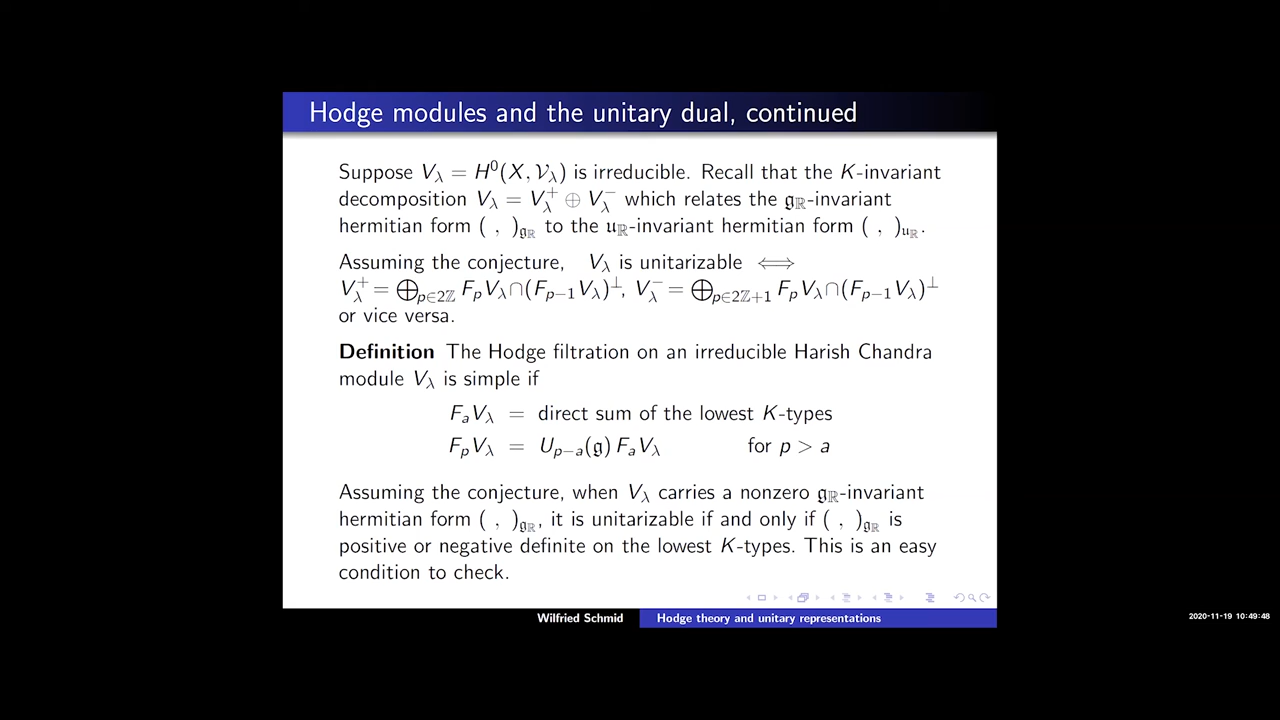 Hodge modules and the unitary dual, continued
Suppose V_λ = H⁰(X, 𝒱_λ) is irreducible. Recall that the K-invariant
decomposition V_λ = V_λ⁺ ⊕ V_λ⁻ which relates the 𝔤_ℝ-invariant
hermitian form ( , )_𝔤_ℝ to the 𝔲_ℝ-invariant hermitian form ( , )_𝔲_ℝ.
Assuming the conjecture, V_λ is unitarizable ⟺
V_λ⁺ = ⊕_{p∈2ℤ} F_p V_λ ∩ (F_{p−1} V_λ)^⊥, V_λ⁻ = ⊕_{p∈2ℤ+1} F_p V_λ ∩ (F_{p−1} V_λ)^⊥
or vice versa.
Definition The Hodge filtration on an irreducible Harish Chandra
module V_λ is simple if
F_a V_λ = direct sum of the lowest K-types
F_p V_λ = U_{p−a}(𝔤) F_a V_λ for p > a
Assuming the conjecture, when V_λ carries a nonzero 𝔤_ℝ-invariant
hermitian form ( , )_𝔤_ℝ, it is unitarizable if and only if ( , )_𝔤_ℝ is
positive or negative definite on the lowest K-types. This is an easy
condition to check.
Wilfried Schmid Hodge theory and unitary representations
2020-11-19 10:49:48